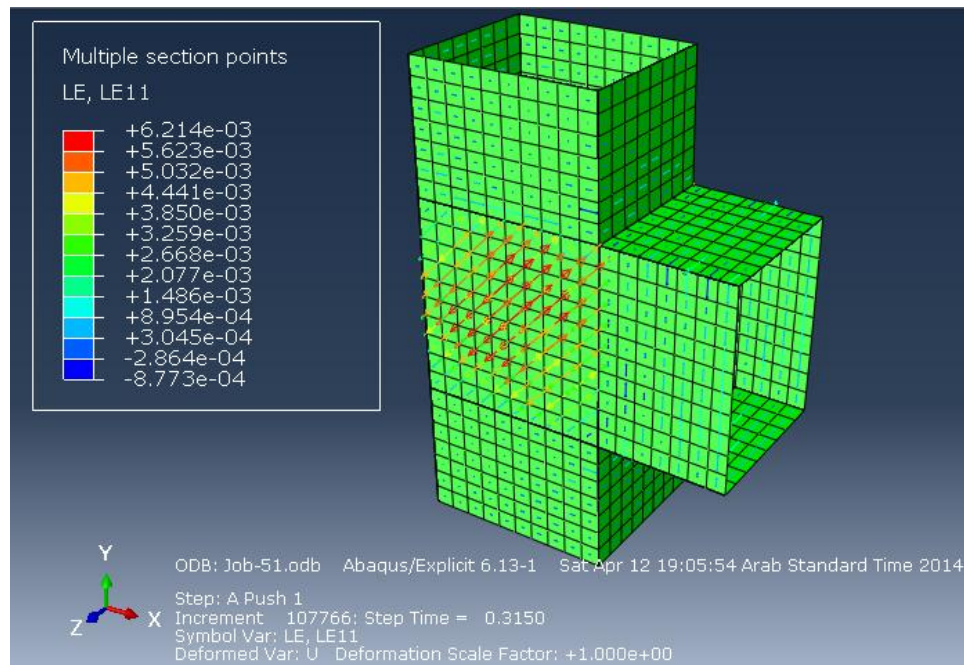 Multiple section points
LE, LE11
+6.214e-03
+5.623e-03
+5.032e-03
+4.441e-03
+3.850e-03
+3.259e-03
+2.668e-03
+2.077e-03
+1.486e-03
+8.954e-04
+3.045e-04
-2.864e-04
-8.773e-04
Y
X
Z
ODB: Job-51.odb Abaqus/Explicit 6.13-1 Sat Apr 12 19:05:54 Arab Standard Time 2014
Step: A Push 1
Increment 107766: Step Time = 0.3150
Symbol Var: LE, LE11
Deformed Var: U Deformation Scale Factor: +1.000e+00